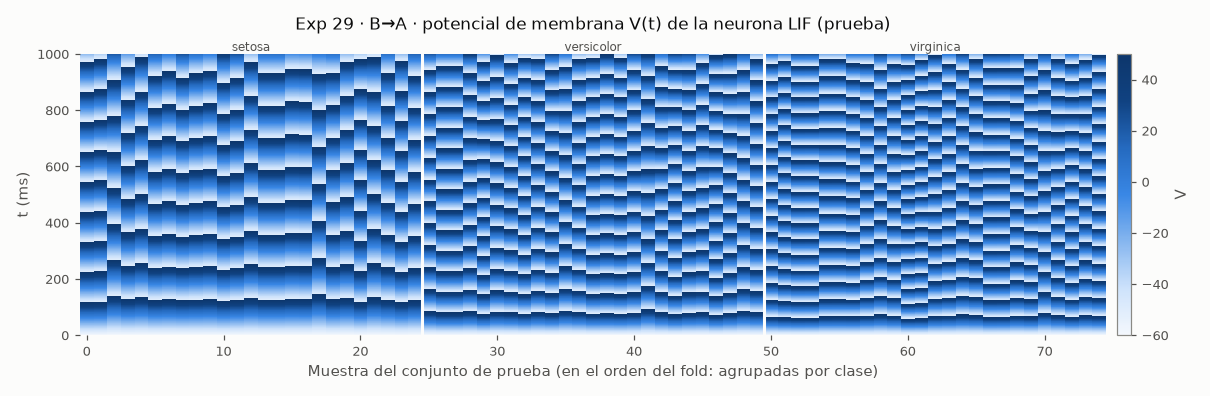 Exp 29 · B→A · potencial de membrana V(t) de la neurona LIF (prueba)
setosa versicolor virginica
1000
800
600
400
200
0
t (ms)
0 10 20 30 40 50 60 70
Muestra del conjunto de prueba (en el orden del fold: agrupadas por clase)
40
20
0
−20
−40
−60
V